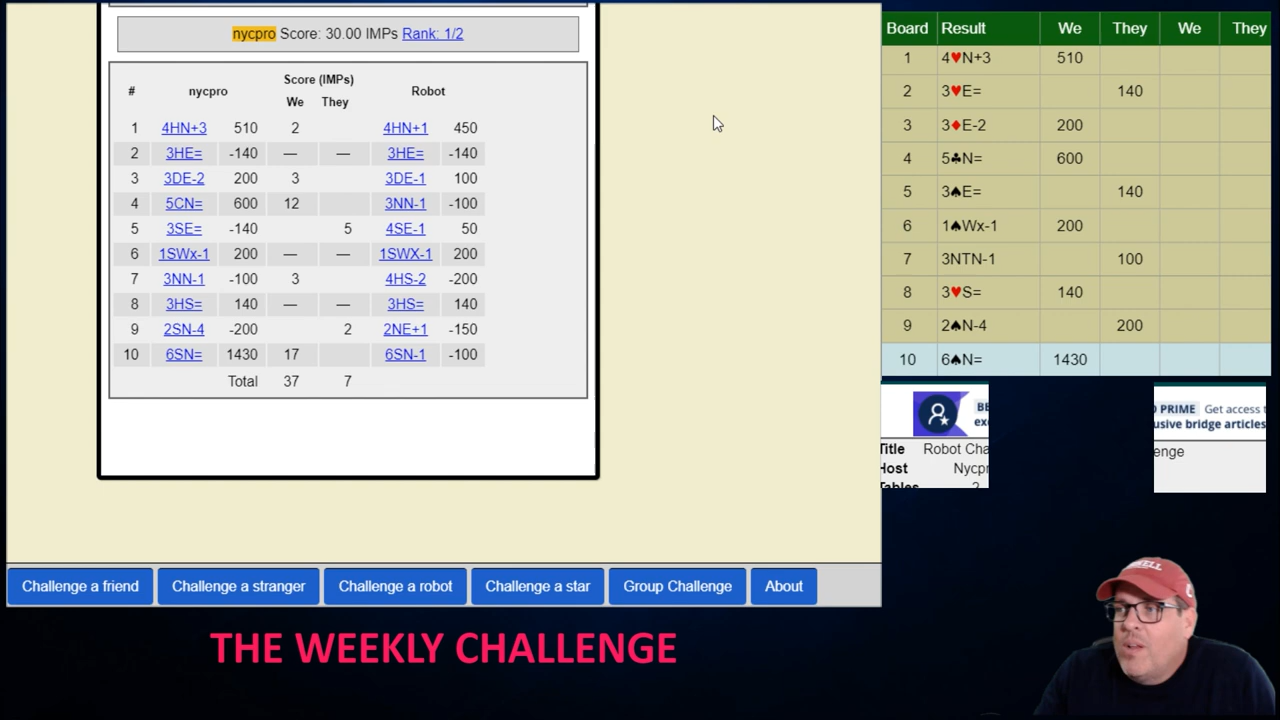 nycpro Score: 30.00 IMPs Rank: 1/2
# nycpro Score (IMPs) Robot
We They
1 4HN+3 510 2 4HN+1 450
2 3HE= -140 — — 3HE= -140
3 3DE-2 200 3 3DE-1 100
4 5CN= 600 12 3NN-1 -100
5 3SE= -140 5 4SE-1 50
6 1SWx-1 200 — — 1SWX-1 200
7 3NN-1 -100 3 4HS-2 -200
8 3HS= 140 — — 3HS= 140
9 2SN-4 -200 2 2NE+1 -150
10 6SN= 1430 17 6SN-1 -100
Total 37 7
Board Result We They We They
1 4♥N+3 510
2 3♥E= 140
3 3♦E-2 200
4 5♣N= 600
5 3♠E= 140
6 1♠Wx-1 200
7 3NTN-1 100
8 3♥S= 140
9 2♠N-4 200
10 6♠N= 1430
PRIME Get access
bridge articles
Title Robot
Host
Challenge a friend
Challenge a stranger
Challenge a robot
Challenge a star
Group Challenge
About
THE WEEKLY CHALLENGE